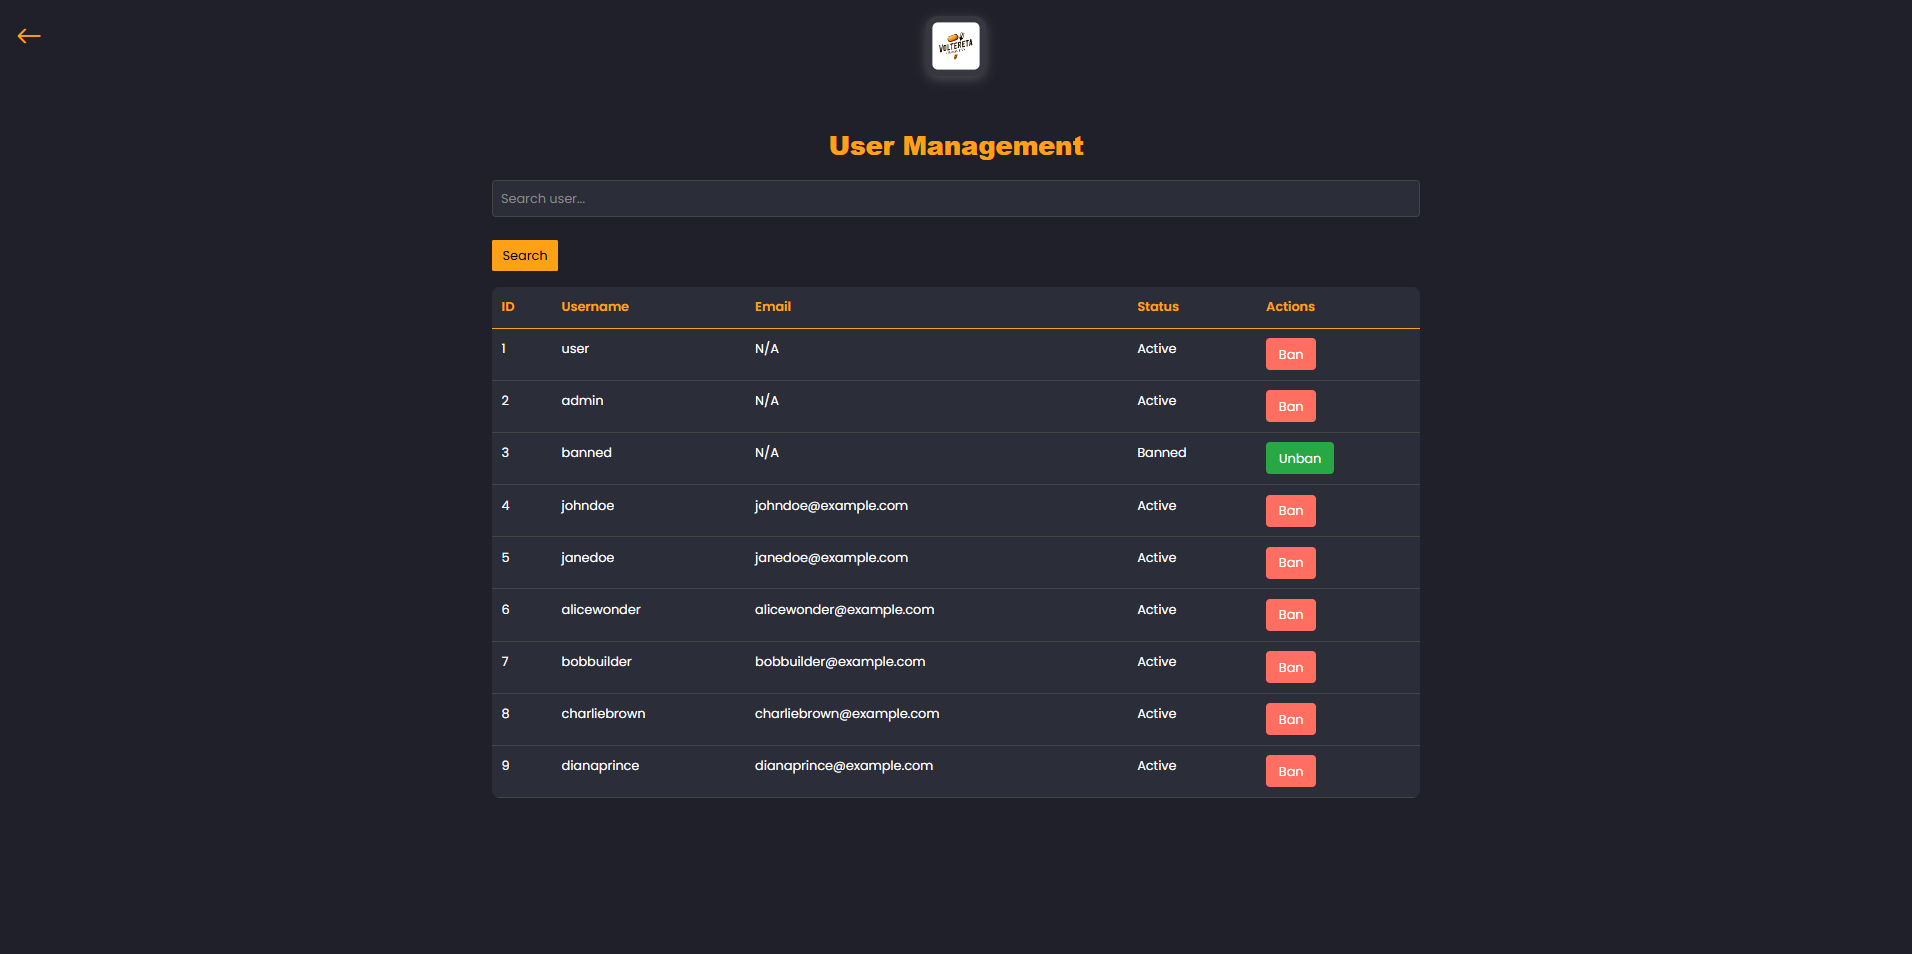 VOLTERETA
User Management
Search user...
Search
ID Username Email Status Actions
1 user N/A Active Ban
2 admin N/A Active Ban
3 banned N/A Banned Unban
4 johndoe johndoe@example.com Active Ban
5 janedoe janedoe@example.com Active Ban
6 alicewonder alicewonder@example.com Active Ban
7 bobbuilder bobbuilder@example.com Active Ban
8 charliebrown charliebrown@example.com Active Ban
9 dianaprince dianaprince@example.com Active Ban